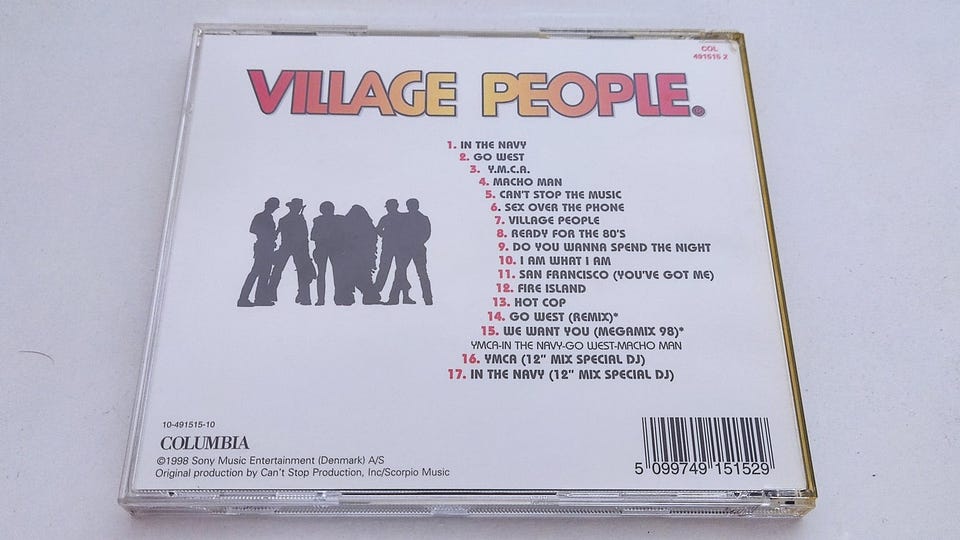 COL
491515 2
VILLAGE PEOPLE®
1. IN THE NAVY
2. GO WEST
3. Y.M.C.A.
4. MACHO MAN
5. CAN'T STOP THE MUSIC
6. SEX OVER THE PHONE
7. VILLAGE PEOPLE
8. READY FOR THE 80'S
9. DO YOU WANNA SPEND THE NIGHT
10. I AM WHAT I AM
11. SAN FRANCISCO (YOU'VE GOT ME)
12. FIRE ISLAND
13. HOT COP
14. GO WEST (REMIX)*
15. WE WANT YOU (MEGAMIX 98)*
YMCA-IN THE NAVY-GO WEST-MACHO MAN
16. YMCA (12" MIX SPECIAL DJ)
17. IN THE NAVY (12" MIX SPECIAL DJ)
10-491515-10
COLUMBIA
©1998 Sony Music Entertainment (Denmark) A/S
Original production by Can't Stop Production, Inc/Scorpio Music
5 099749 151529